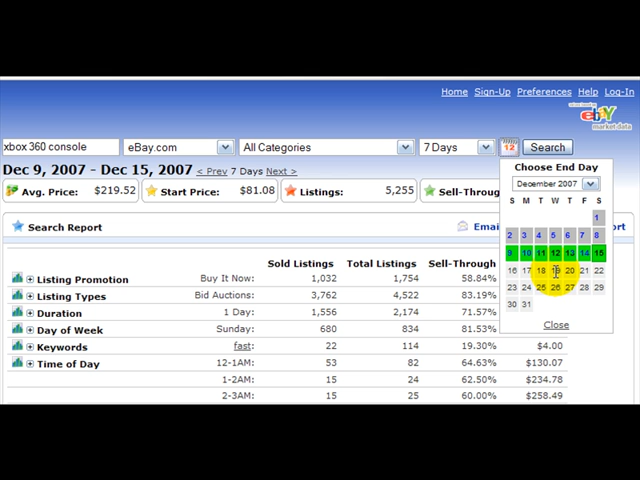 Home Sign-Up Preferences Help Log-In
ebY
market data
xbox 360 console eBay.com All Categories 7 Days 12 Search
Dec 9, 2007 - Dec 15, 2007 < Prev 7 Days Next >
Avg. Price: $219.52 Start Price: $81.08 Listings: 5,255 Sell-Throug
Choose End Day
December 2007
S M T W T F S
1
2 3 4 5 6 7 8
9 10 11 12 13 14 15
16 17 18 19 20 21 22
23 24 25 26 27 28 29
30 31
Close
Search Report Emai ort
Sold Listings Total Listings Sell-Through
Listing Promotion Buy It Now: 1,032 1,754 58.84%
Listing Types Bid Auctions: 3,762 4,522 83.19%
Duration 1 Day: 1,556 2,174 71.57%
Day of Week Sunday: 680 834 81.53%
Keywords fast: 22 114 19.30% $4.00
Time of Day 12-1AM: 53 82 64.63% $130.07
1-2AM: 15 24 62.50% $234.78
2-3AM: 15 25 60.00% $258.49